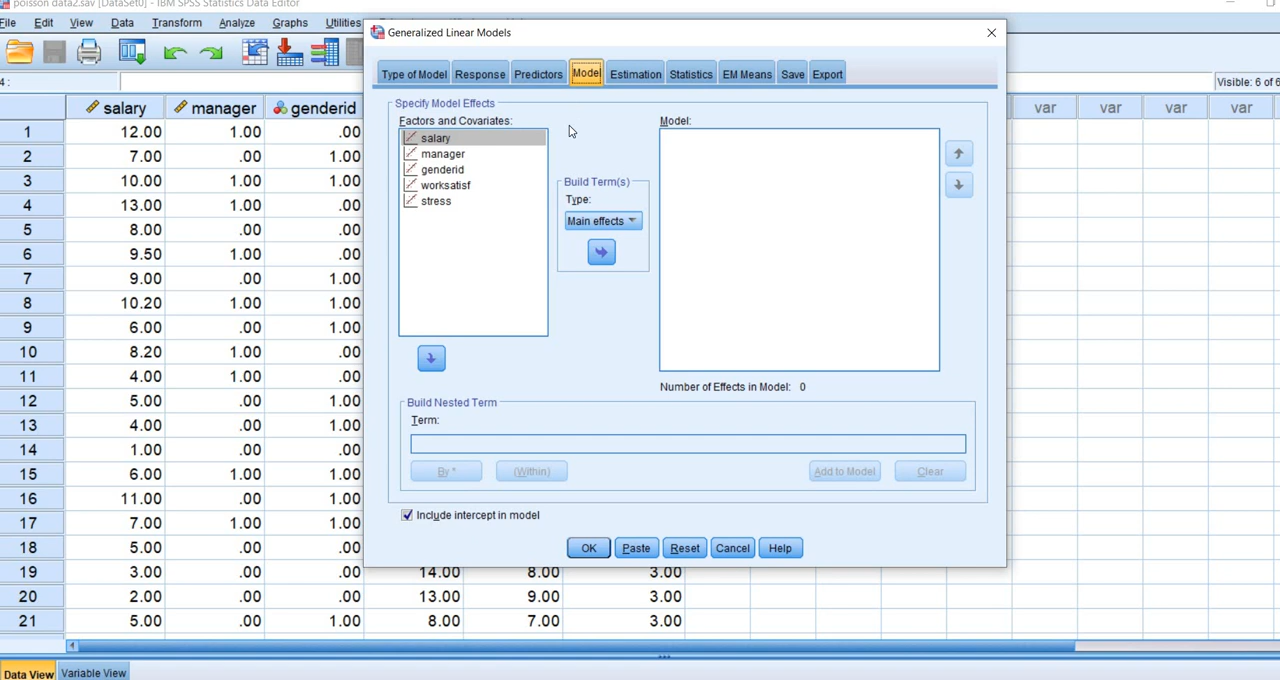 poisson data2.sav [DataSet0] - IBM SPSS Statistics Data Editor
File Edit View Data Transform Analyze Graphs Utilities
Generalized Linear Models
4 :
Visible: 6 of 6
Type of Model Response Predictors Model Estimation Statistics EM Means Save Export
salary manager genderid var var var var
Specify Model Effects
Factors and Covariates:
Model:
salary
manager
genderid
worksatisf
stress
Build Term(s)
Type:
Main effects
Number of Effects in Model: 0
Build Nested Term
Term:
By * (Within) Add to Model Clear
Include intercept in model
OK Paste Reset Cancel Help
1 12.00 1.00 .00
2 7.00 .00 1.00
3 10.00 1.00 1.00
4 13.00 1.00 .00
5 8.00 .00 .00
6 9.50 1.00 .00
7 9.00 .00 1.00
8 10.20 1.00 1.00
9 6.00 .00 1.00
10 8.20 1.00 .00
11 4.00 1.00 .00
12 5.00 .00 1.00
13 4.00 .00 1.00
14 1.00 .00 .00
15 6.00 1.00 1.00
16 11.00 .00 1.00
17 7.00 1.00 1.00
18 5.00 .00 .00
19 3.00 .00 .00 14.00 8.00 3.00
20 2.00 .00 .00 13.00 9.00 3.00
21 5.00 .00 1.00 8.00 7.00 3.00
Data View Variable View